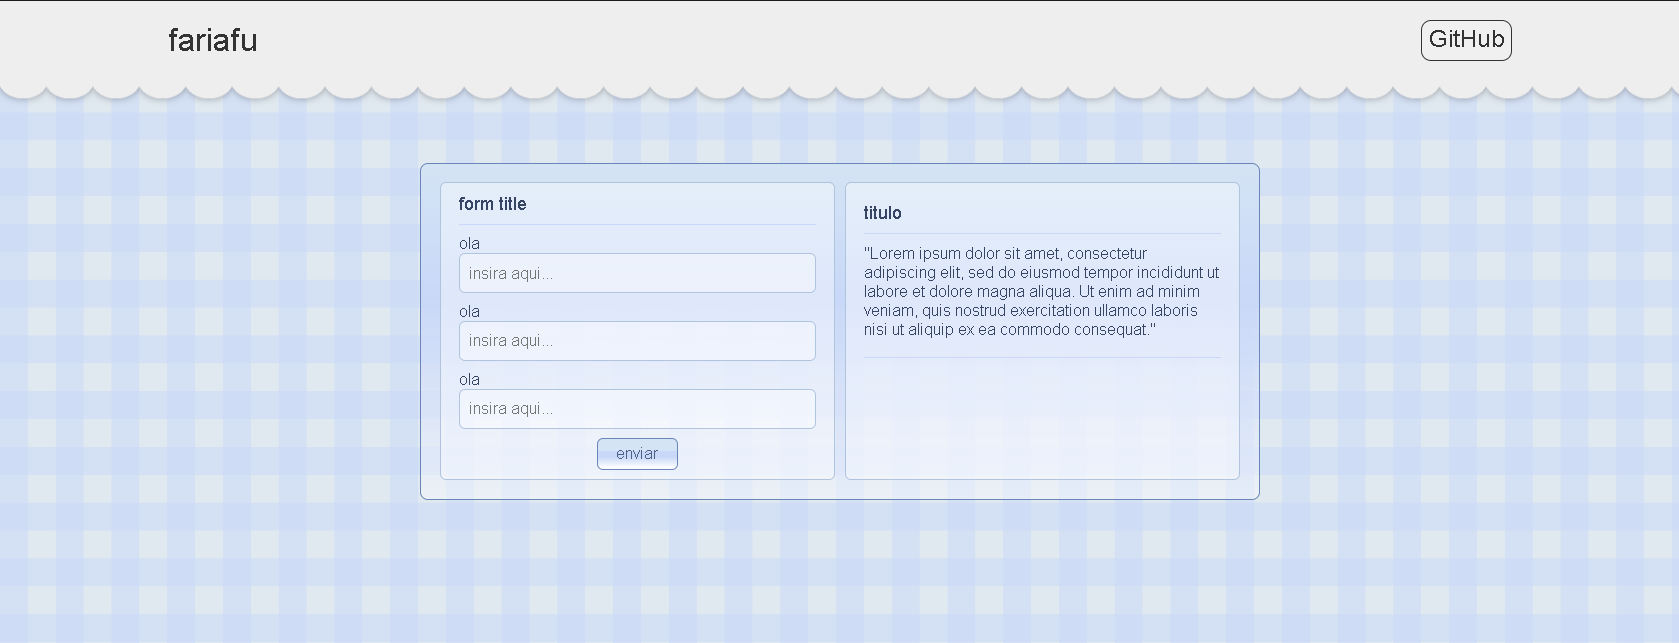 fariafu
GitHub
form title
ola
insira aqui...
ola
insira aqui...
ola
insira aqui...
enviar
titulo
"Lorem ipsum dolor sit amet, consectetur
adipiscing elit, sed do eiusmod tempor incididunt ut
labore et dolore magna aliqua. Ut enim ad minim
veniam, quis nostrud exercitation ullamco laboris
nisi ut aliquip ex ea commodo consequat."